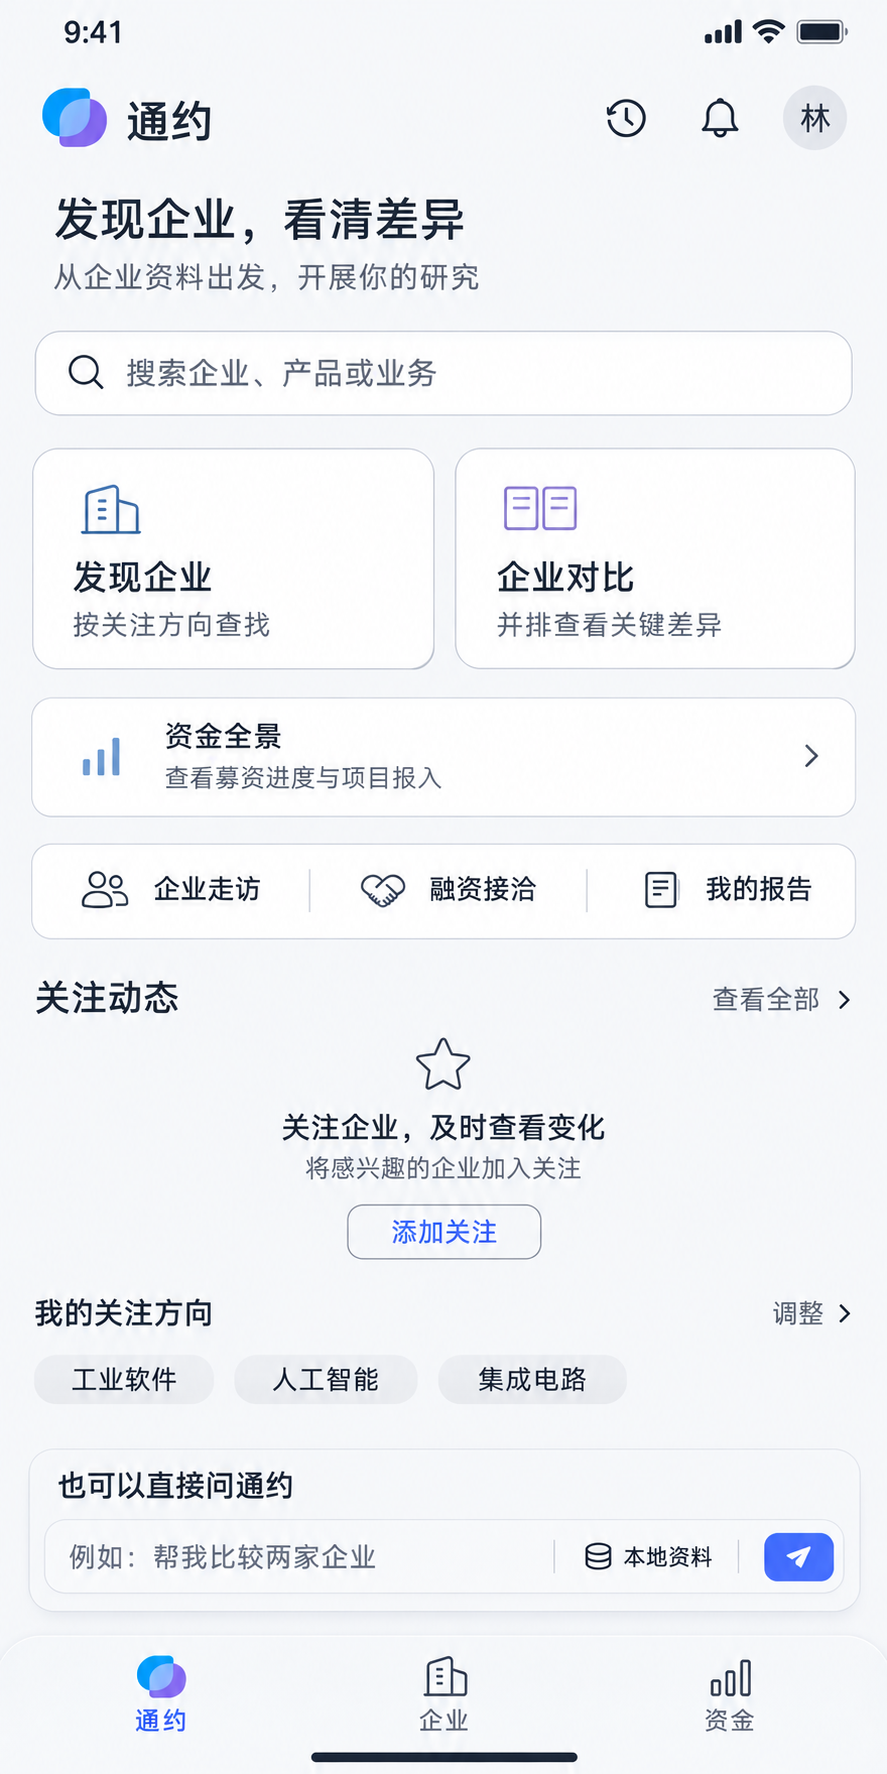 9:41
通约
林
发现企业，看清差异
从企业资料出发，开展你的研究
搜索企业、产品或业务
发现企业
按关注方向查找
企业对比
并排查看关键差异
资金全景
查看募资进度与项目报入
企业走访
融资接洽
我的报告
关注动态
查看全部
关注企业，及时查看变化
将感兴趣的企业加入关注
添加关注
我的关注方向
调整
工业软件
人工智能
集成电路
也可以直接问通约
例如：帮我比较两家企业
本地资料
通约
企业
资金